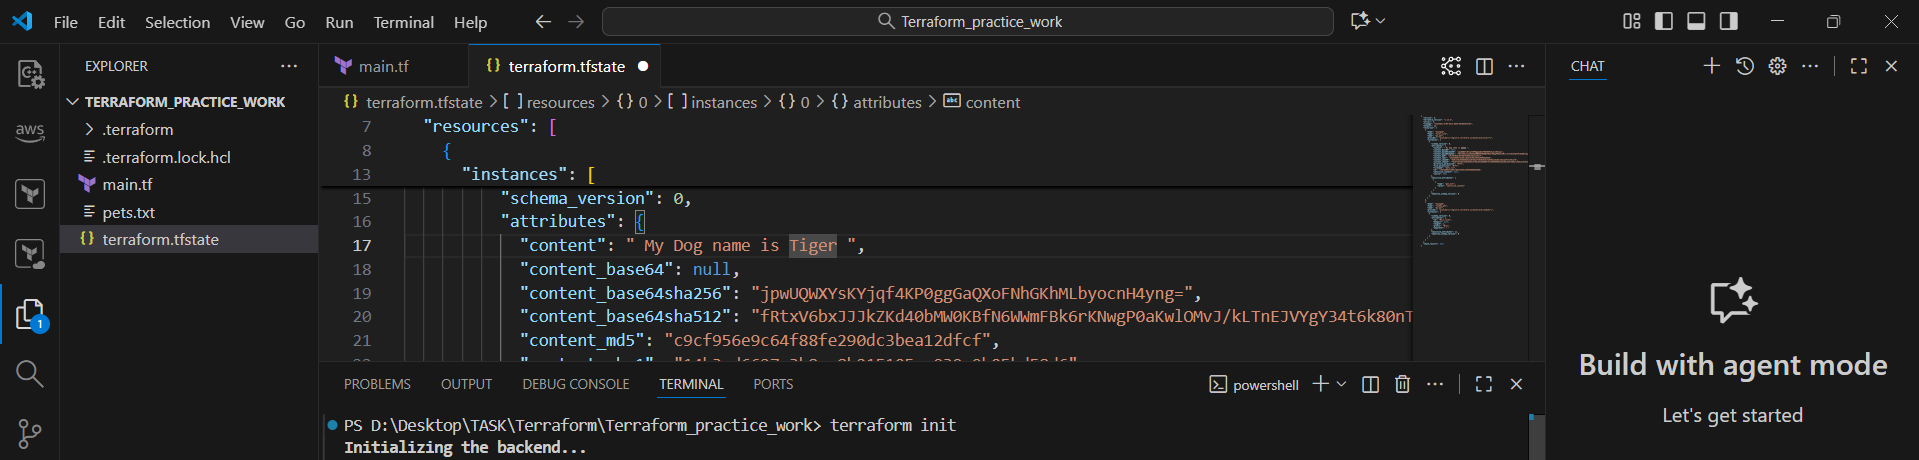 File Edit Selection View Go Run Terminal Help
Terraform_practice_work
EXPLORER
TERRAFORM_PRACTICE_WORK
.terraform
.terraform.lock.hcl
main.tf
pets.txt
terraform.tfstate
aws
1
main.tf
terraform.tfstate
terraform.tfstate > [ ] resources > { } 0 > [ ] instances > { } 0 > { } attributes > abc content
7 "resources": [
8 {
13 "instances": [
15 "schema_version": 0,
16 "attributes": {
17 "content": " My Dog name is Tiger ",
18 "content_base64": null,
19 "content_base64sha256": "jpwUQWXYsKYjqf4KP0ggGaQXoFNhGKhMLbyocnH4yng=",
20 "content_base64sha512": "fRtxV6bxJJJkZKd40bMW0KBfN6WWmFBk6rKNwgP0aKwlOMvJ/kLTnEJVYgY34t6k80nT
21 "content_md5": "c9cf956e9c64f88fe290dc3bea12dfcf",
PROBLEMS OUTPUT DEBUG CONSOLE TERMINAL PORTS
powershell
PS D:\Desktop\TASK\Terraform\Terraform_practice_work> terraform init
Initializing the backend...
CHAT
Build with agent mode
Let's get started